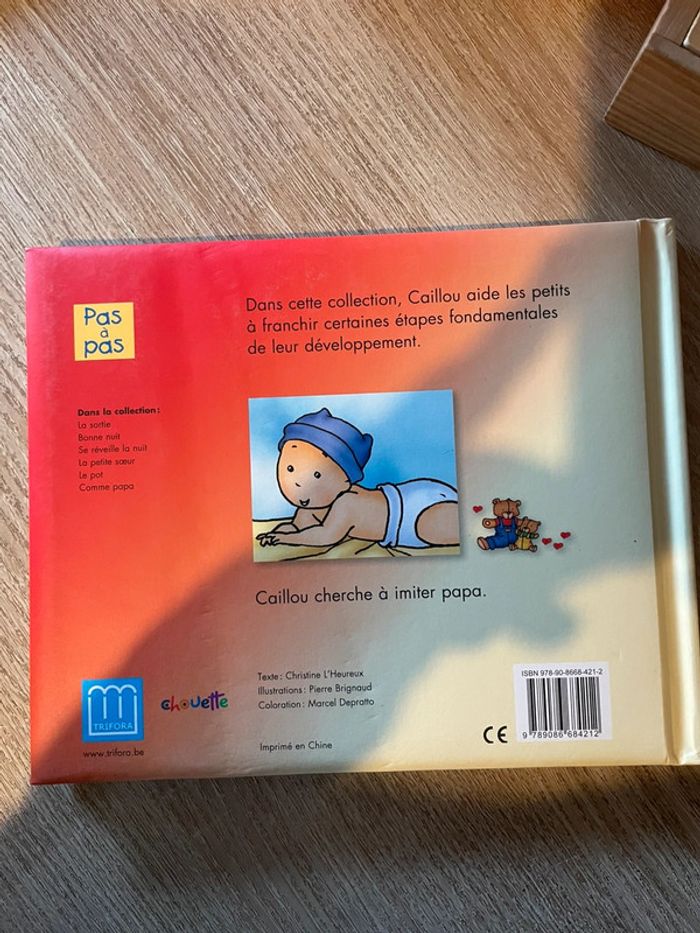 Pas
à
pas
Dans cette collection, Caillou aide les petits
à franchir certaines étapes fondamentales
de leur développement.
Dans la collection:
La sortie
Bonne nuit
Se réveille la nuit
La petite sœur
Le pot
Comme papa
Caillou cherche à imiter papa.
TRIFORA
www.trifora.be
chouette
Texte: Christine L'Heureux
Illustrations: Pierre Brignaud
Coloration: Marcel Depratto
Imprimé en Chine
CE
ISBN 978-90-8668-421-2
9 789086 684212